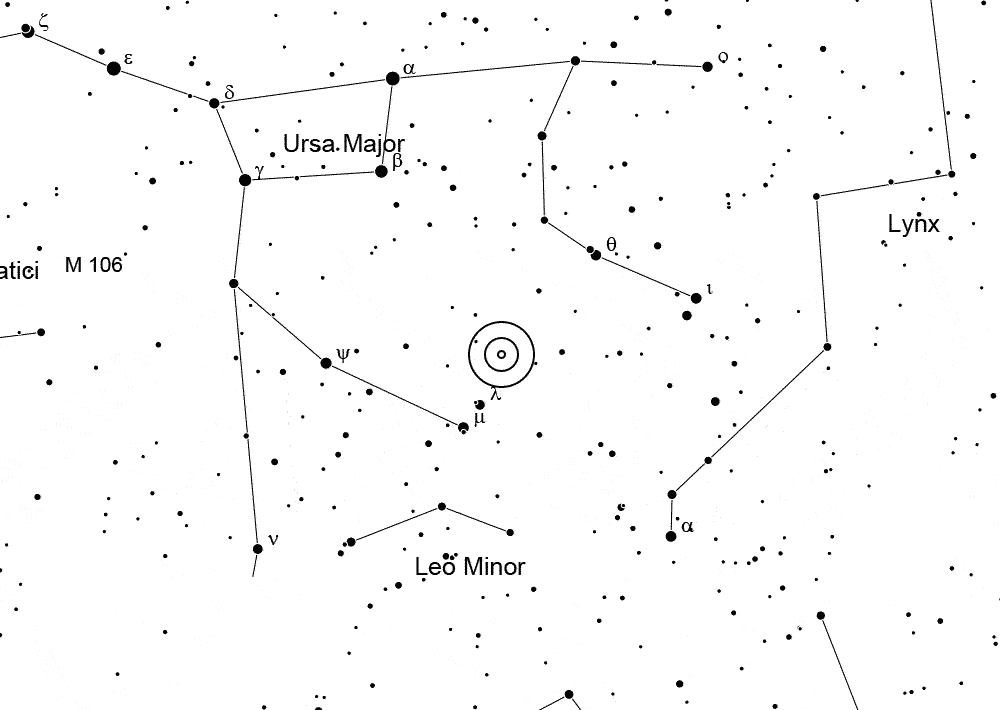 ζ
ε
δ
α
ο
Ursa Major
β
γ
Lynx
θ
M 106
atici
ι
ψ
λ
μ
α
ν
Leo Minor